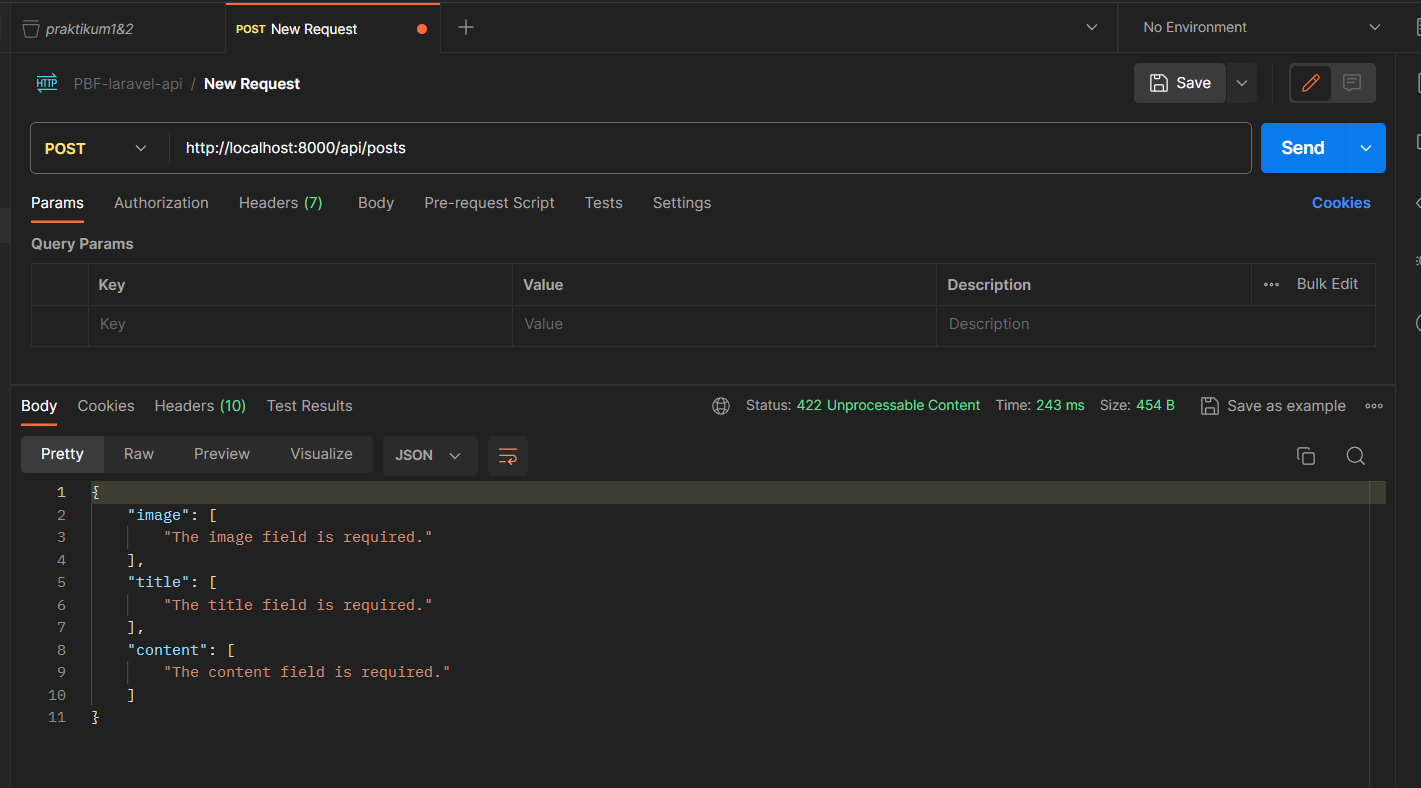 praktikum1&2
POST New Request
No Environment
HTTP PBF-laravel-api / New Request
Save
POST
http://localhost:8000/api/posts
Send
Params Authorization Headers (7) Body Pre-request Script Tests Settings Cookies
Query Params
Key Value Description Bulk Edit
Key Value Description
Body Cookies Headers (10) Test Results Status: 422 Unprocessable Content Time: 243 ms Size: 454 B Save as example
Pretty Raw Preview Visualize JSON
1 {
2 "image": [
3 "The image field is required."
4 ],
5 "title": [
6 "The title field is required."
7 ],
8 "content": [
9 "The content field is required."
10 ]
11 }